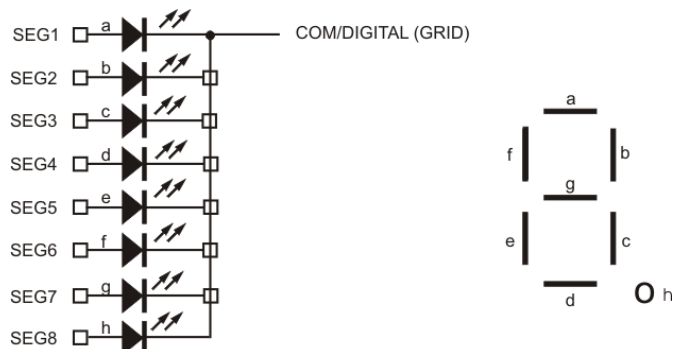 SEG1 a COM/DIGITAL (GRID)
SEG2 b
SEG3 c
SEG4 d
SEG5 e
SEG6 f
SEG7 g
SEG8 h
a
f b
g
e c
d
h